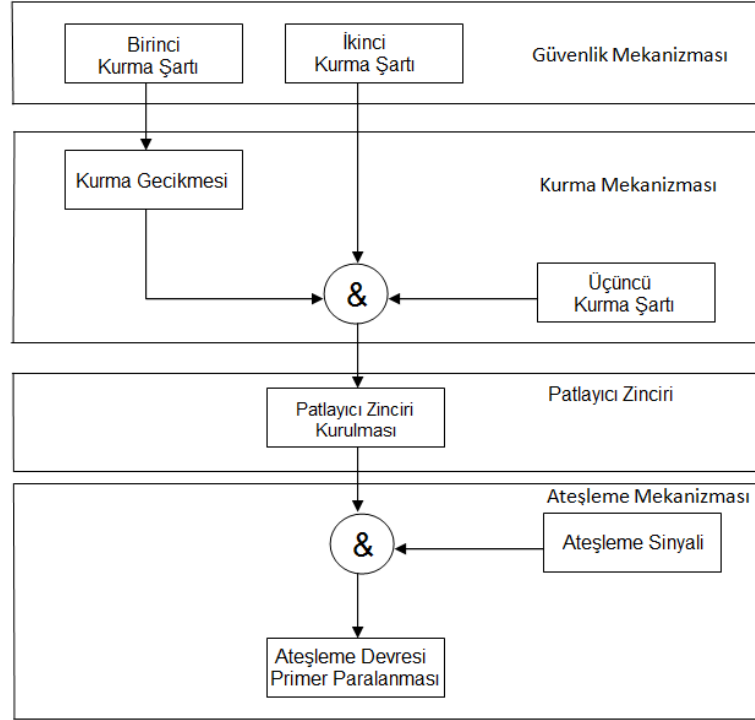 Birinci
Kurma Şartı
İkinci
Kurma Şartı
Güvenlik Mekanizması
Kurma Gecikmesi
Kurma Mekanizması
&
Üçüncü
Kurma Şartı
Patlayıcı Zinciri
Patlayıcı Zinciri
Kurulması
Ateşleme Mekanizması
&
Ateşleme Sinyali
Ateşleme Devresi
Primer Paralanması